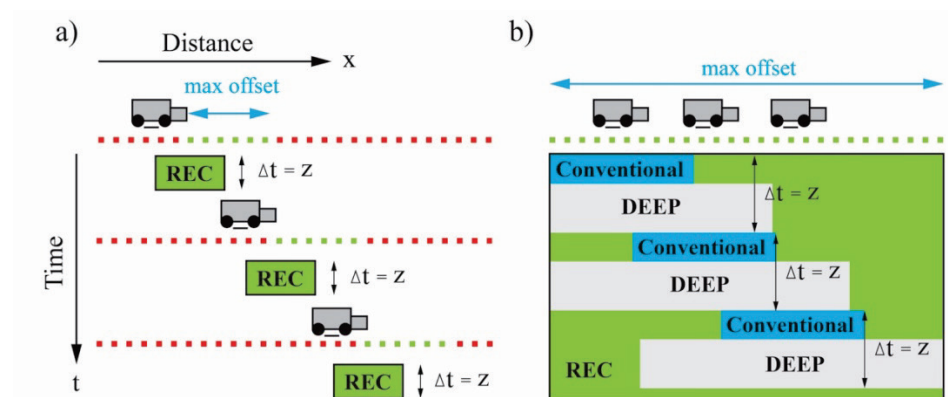 a)
Distance
x
max offset
REC
Δt = z
REC
Δt = z
REC
Δt = z
Time
t
b)
max offset
Conventional
Δt = z
DEEP
Conventional
Δt = z
DEEP
Conventional
Δt = z
REC
DEEP